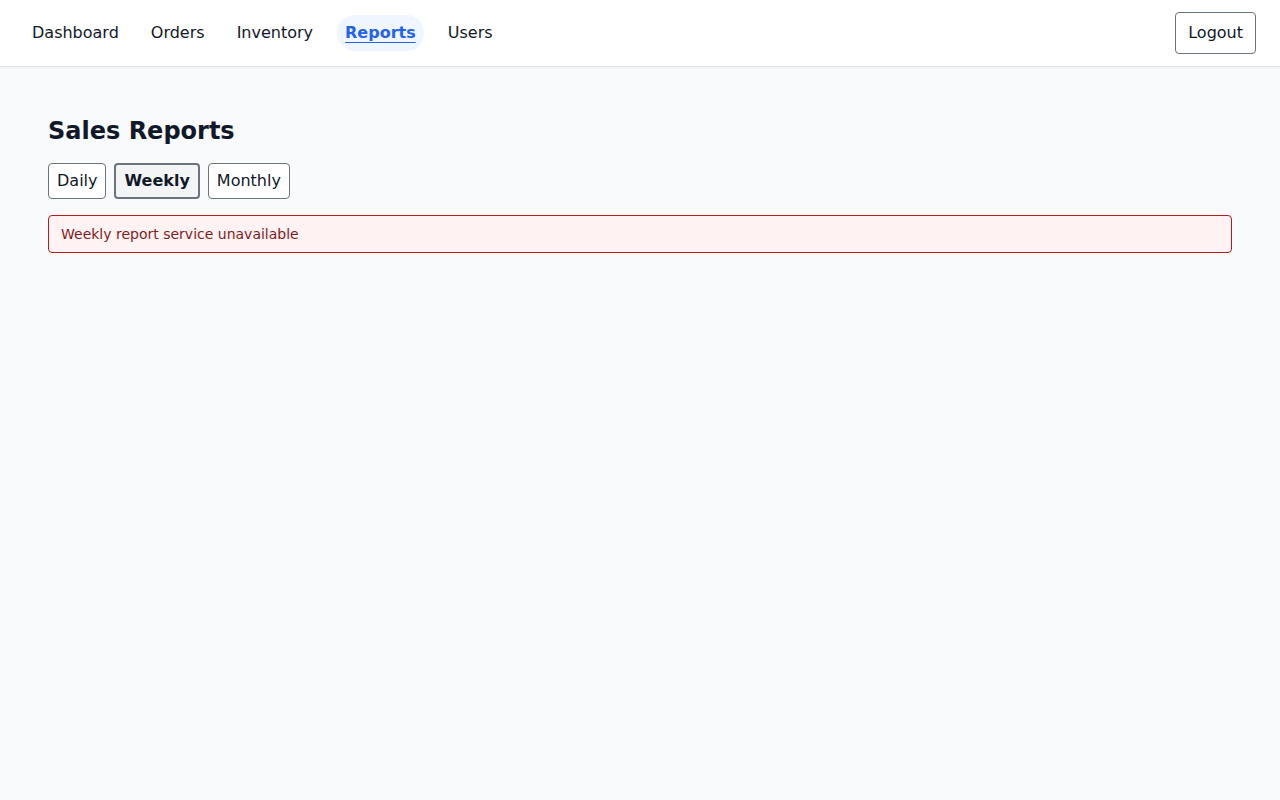 Dashboard Orders Inventory Reports Users Logout
Sales Reports
Daily Weekly Monthly
Weekly report service unavailable